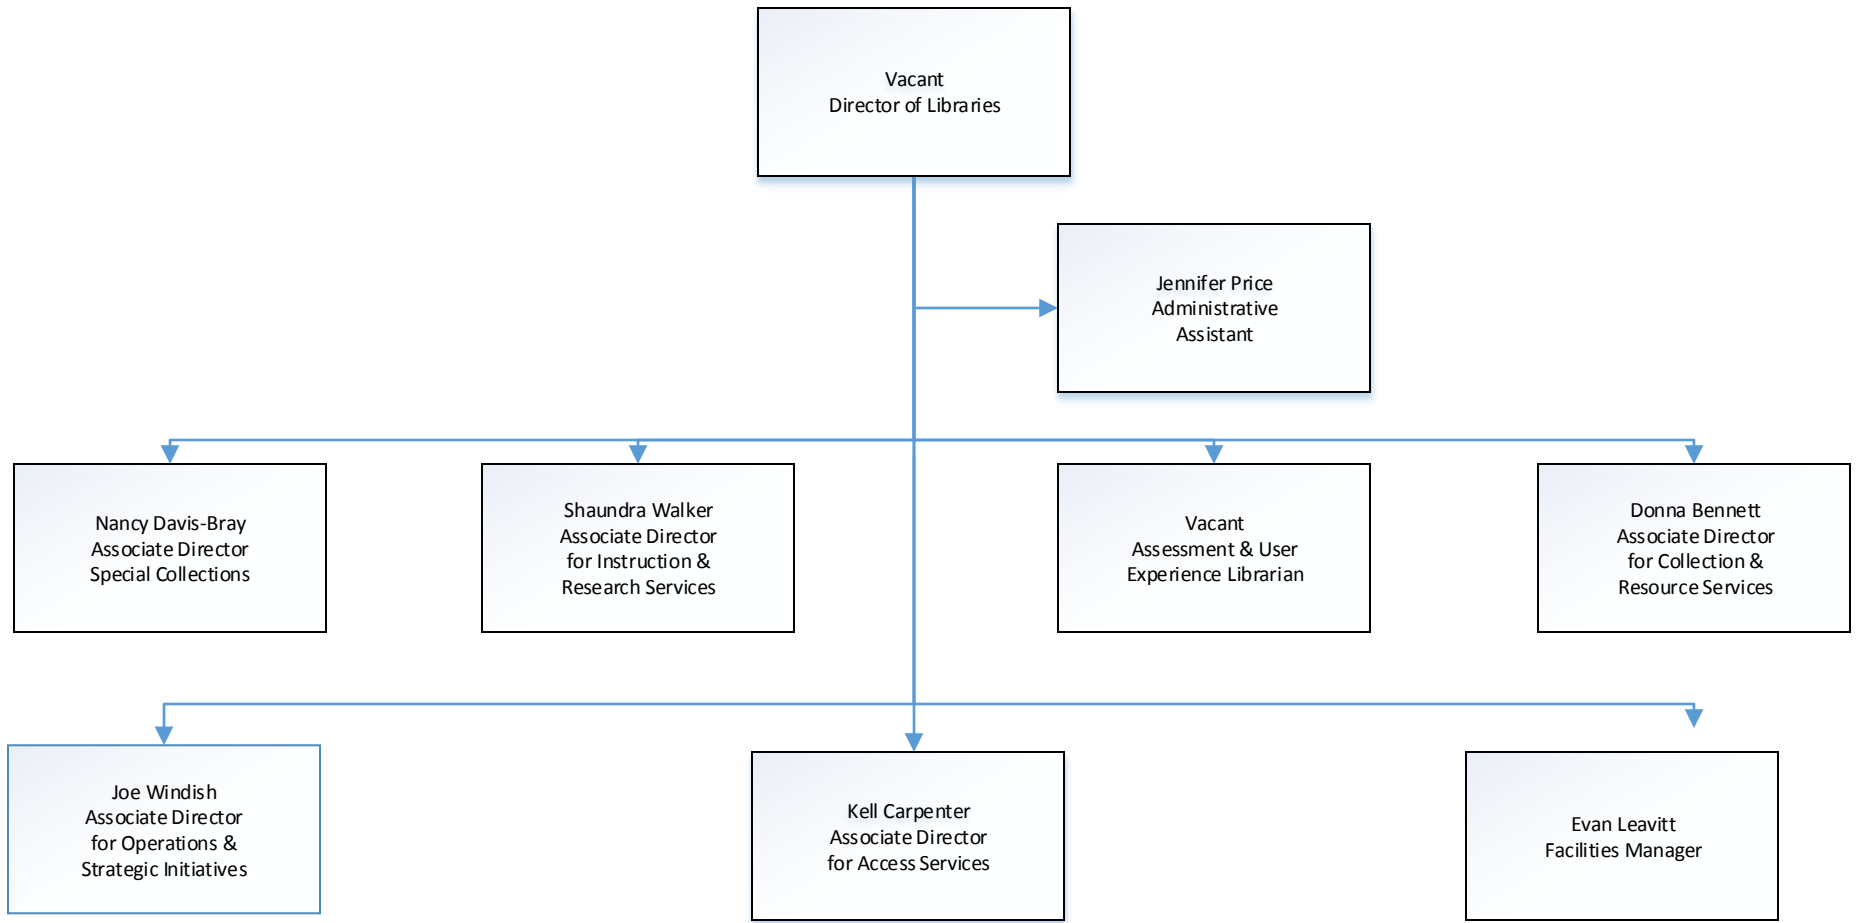 Vacant
Director of Libraries
Jennifer Price
Administrative
Assistant
Nancy Davis-Bray
Associate Director
Special Collections
Shaundra Walker
Associate Director
for Instruction &
Research Services
Vacant
Assessment & User
Experience Librarian
Donna Bennett
Associate Director
for Collection &
Resource Services
Joe Windish
Associate Director
for Operations &
Strategic Initiatives
Kell Carpenter
Associate Director
for Access Services
Evan Leavitt
Facilities Manager